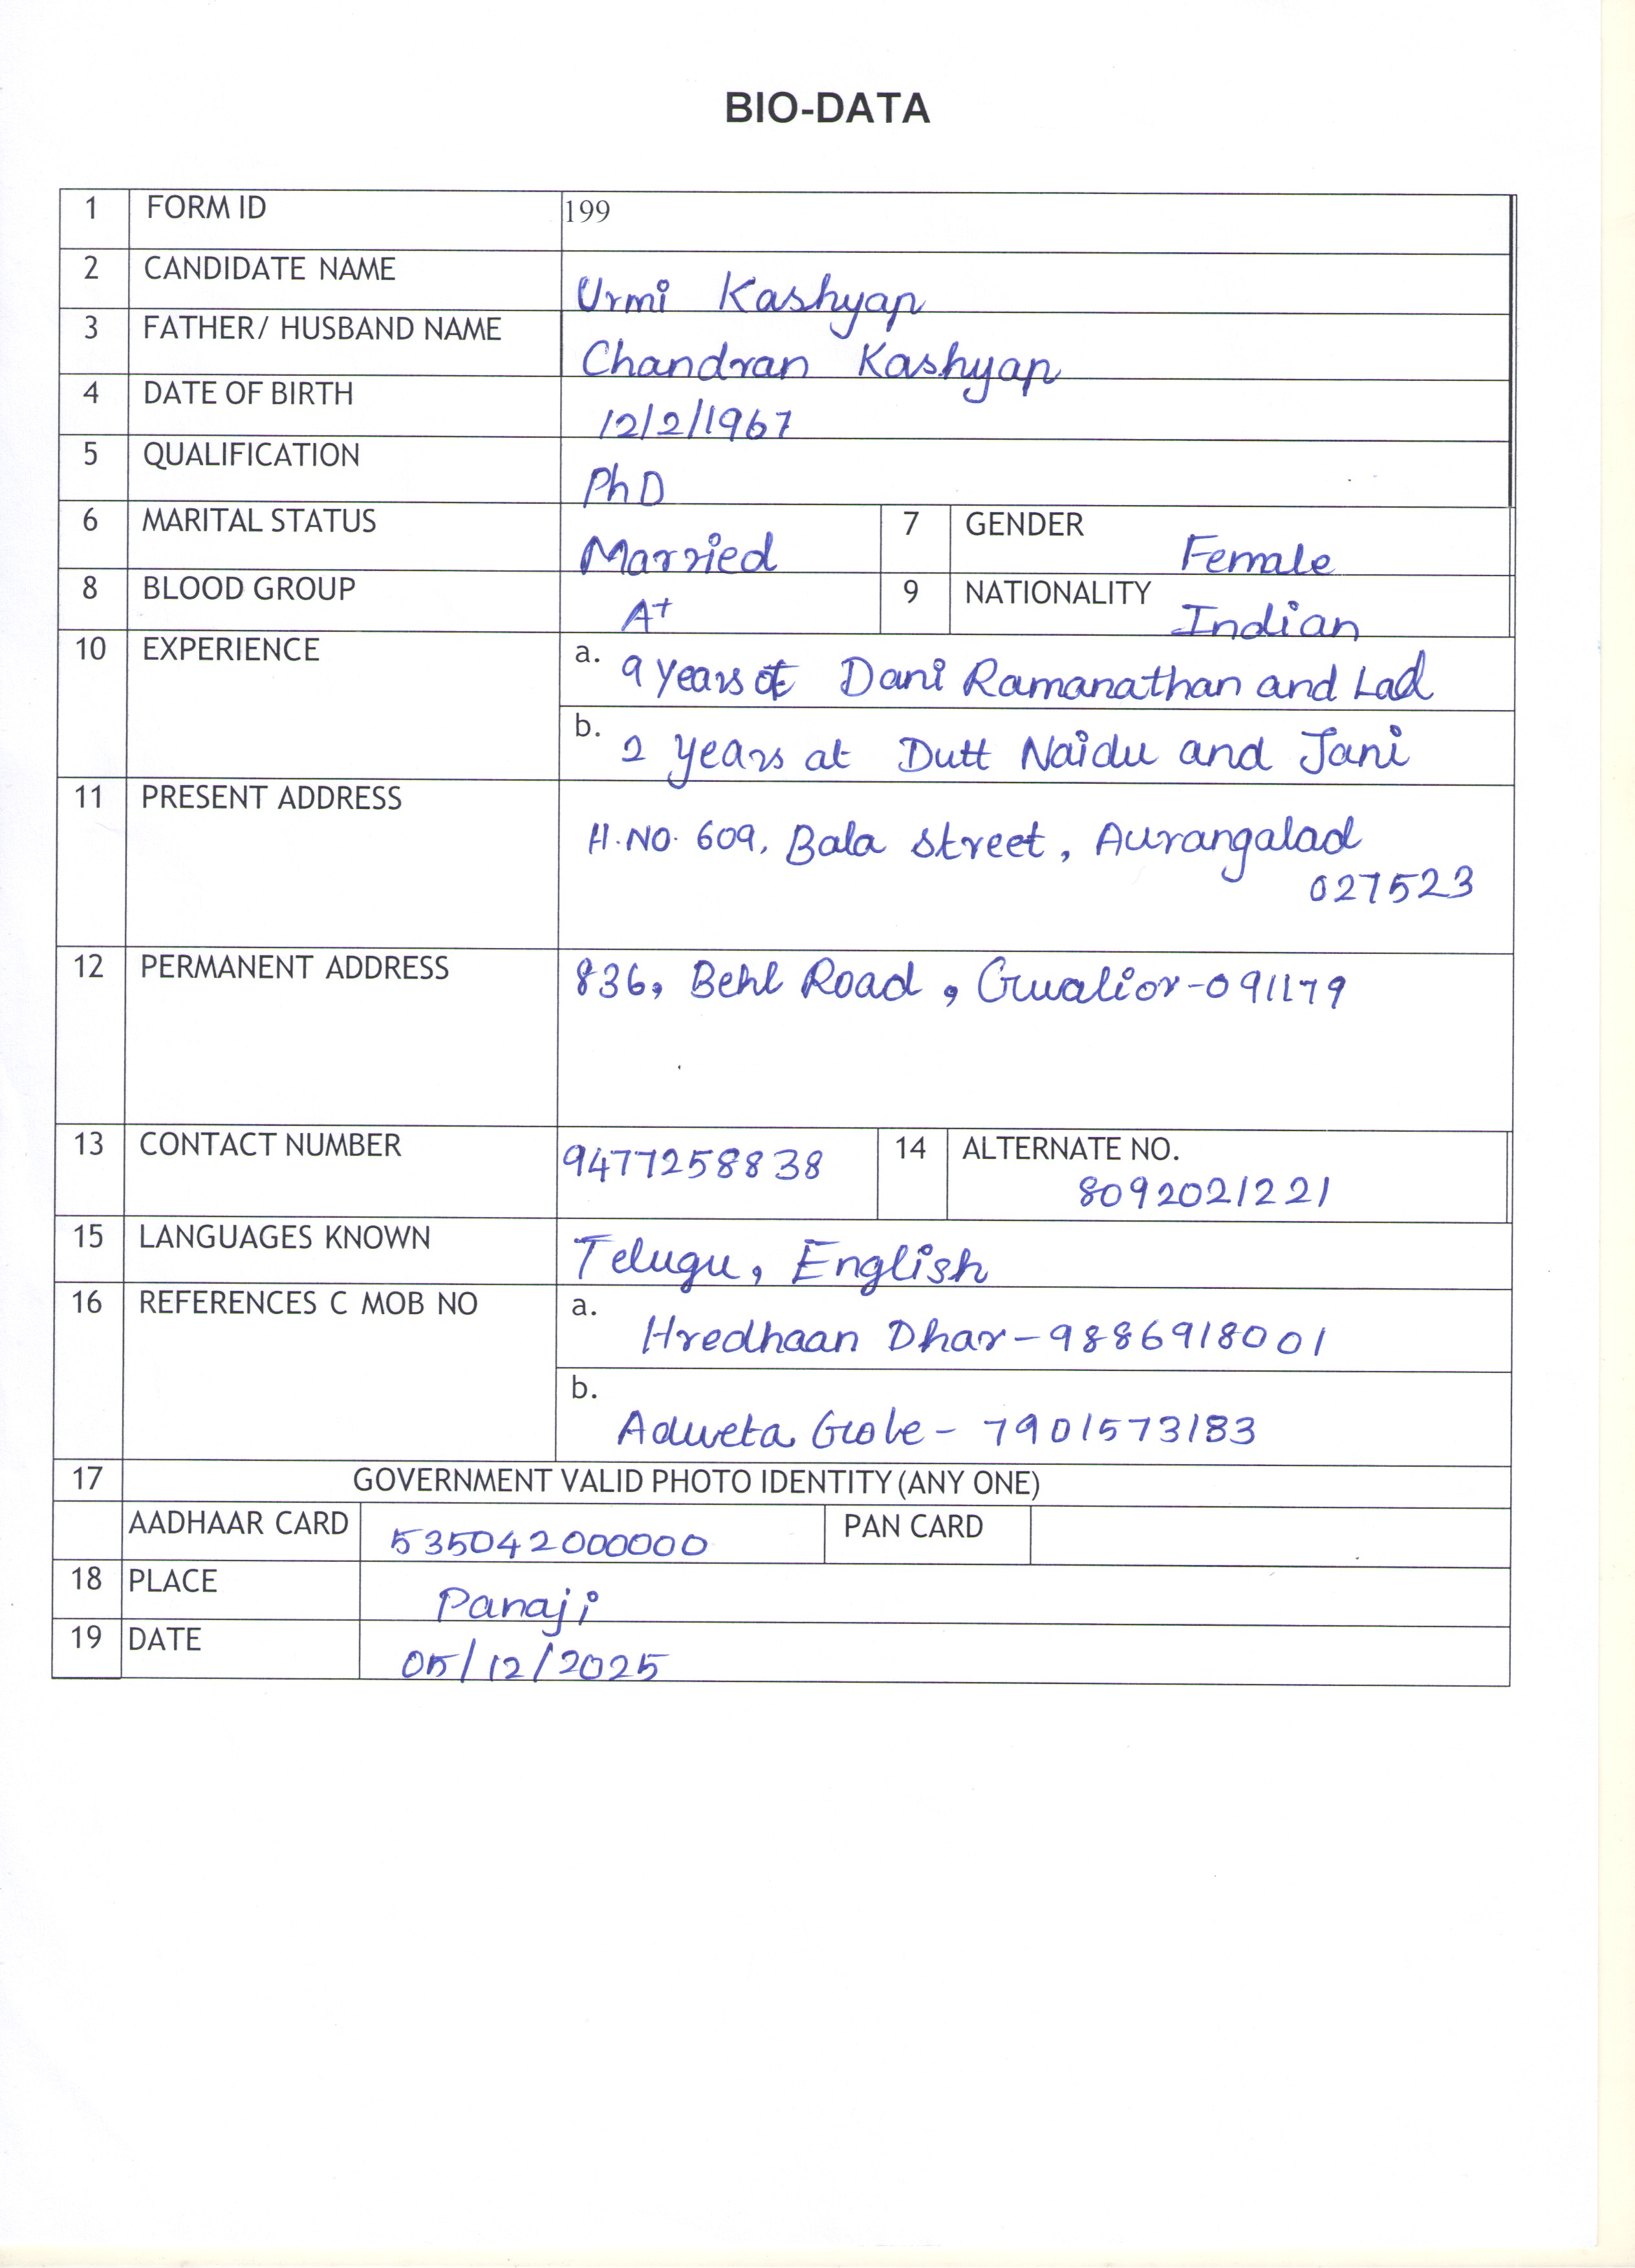 BIO-DATA
1 FORM ID 199
2 CANDIDATE NAME Urmi Kashyap
3 FATHER/ HUSBAND NAME Chandran Kashyap
4 DATE OF BIRTH 12/2/1967
5 QUALIFICATION PhD
6 MARITAL STATUS Married 7 GENDER Female
8 BLOOD GROUP A+ 9 NATIONALITY Indian
10 EXPERIENCE a. 9 years at Dani Ramanathan and Lad
b. 2 years at Dutt Naidu and Jani
11 PRESENT ADDRESS H.NO. 609, Bala street, Aurangalad
027523
12 PERMANENT ADDRESS 836, Behl Road, Gwalior-091179
13 CONTACT NUMBER 9477258838 14 ALTERNATE NO.
8092021221
15 LANGUAGES KNOWN Telugu, English
16 REFERENCES C MOB NO a. Hredhaan Dhar-9886918001
b.
Adweta - 7901573183
17 GOVERNMENT VALID PHOTO IDENTITY (ANY ONE)
AADHAAR CARD 535042000000 PAN CARD
18 PLACE Panaji
19 DATE 05/12/2025